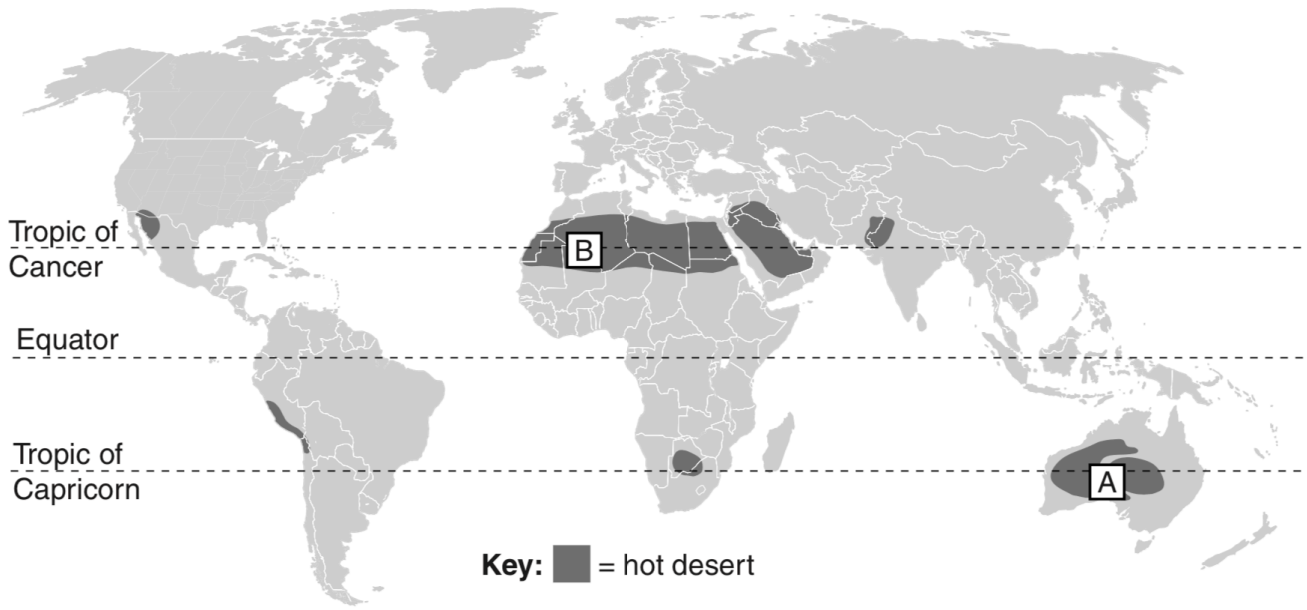 Tropic of
Cancer
B
Equator
Tropic of
Capricorn
A
Key: = hot desert